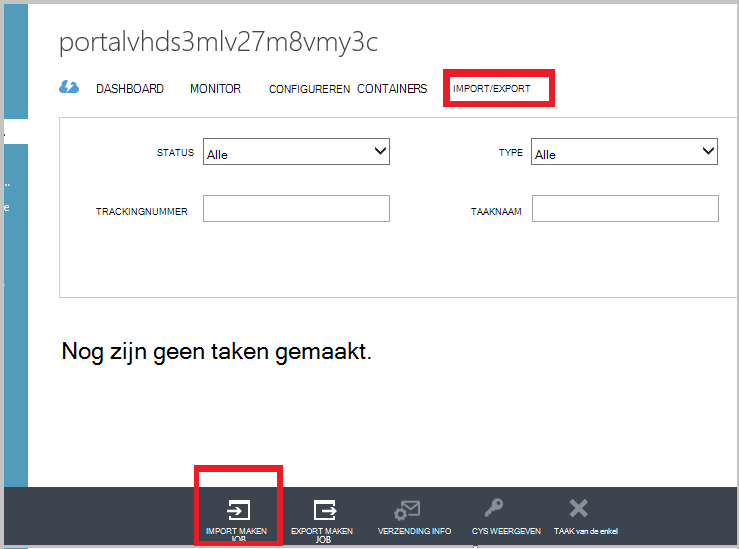 portalvhds3mlv27m8vmy3c
DASHBOARD MONITOR CONFIGUREREN CONTAINERS IMPORT/EXPORT
STATUS Alle TYPE Alle
TRACKINGNUMMER TAAKNAAM
Nog zijn geen taken gemaakt.
IMPORT MAKEN EXPORT MAKEN VERZENDING INFO CYS WEERGEVEN TAAK van de enkel
JOB JOB